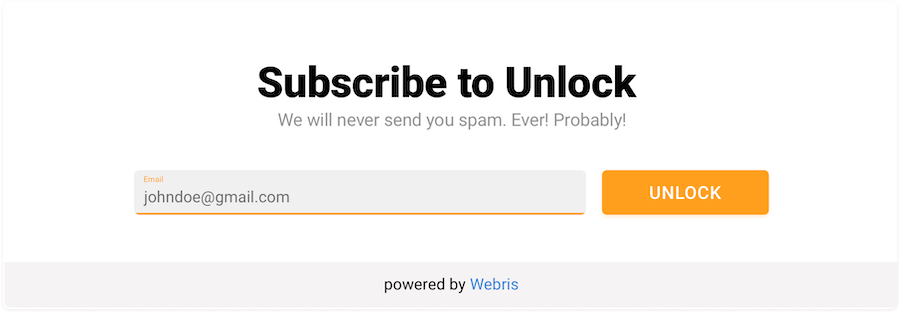 Subscribe to Unlock
We will never send you spam. Ever! Probably!
Email
johndoe@gmail.com
UNLOCK
powered by Webris